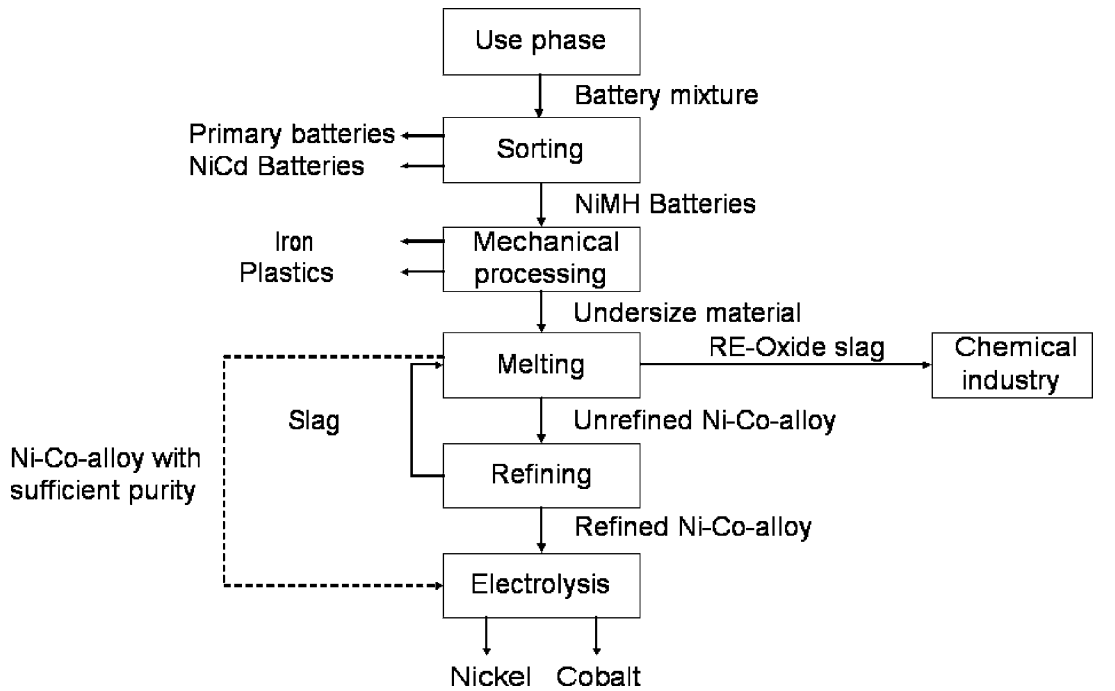 Use phase
Battery mixture
Primary batteries
NiCd Batteries
Sorting
NiMH Batteries
Iron
Plastics
Mechanical
processing
Undersize material
Melting
RE-Oxide slag
Chemical
industry
Slag
Unrefined Ni-Co-alloy
Ni-Co-alloy with
sufficient purity
Refining
Refined Ni-Co-alloy
Electrolysis
Nickel
Cobalt